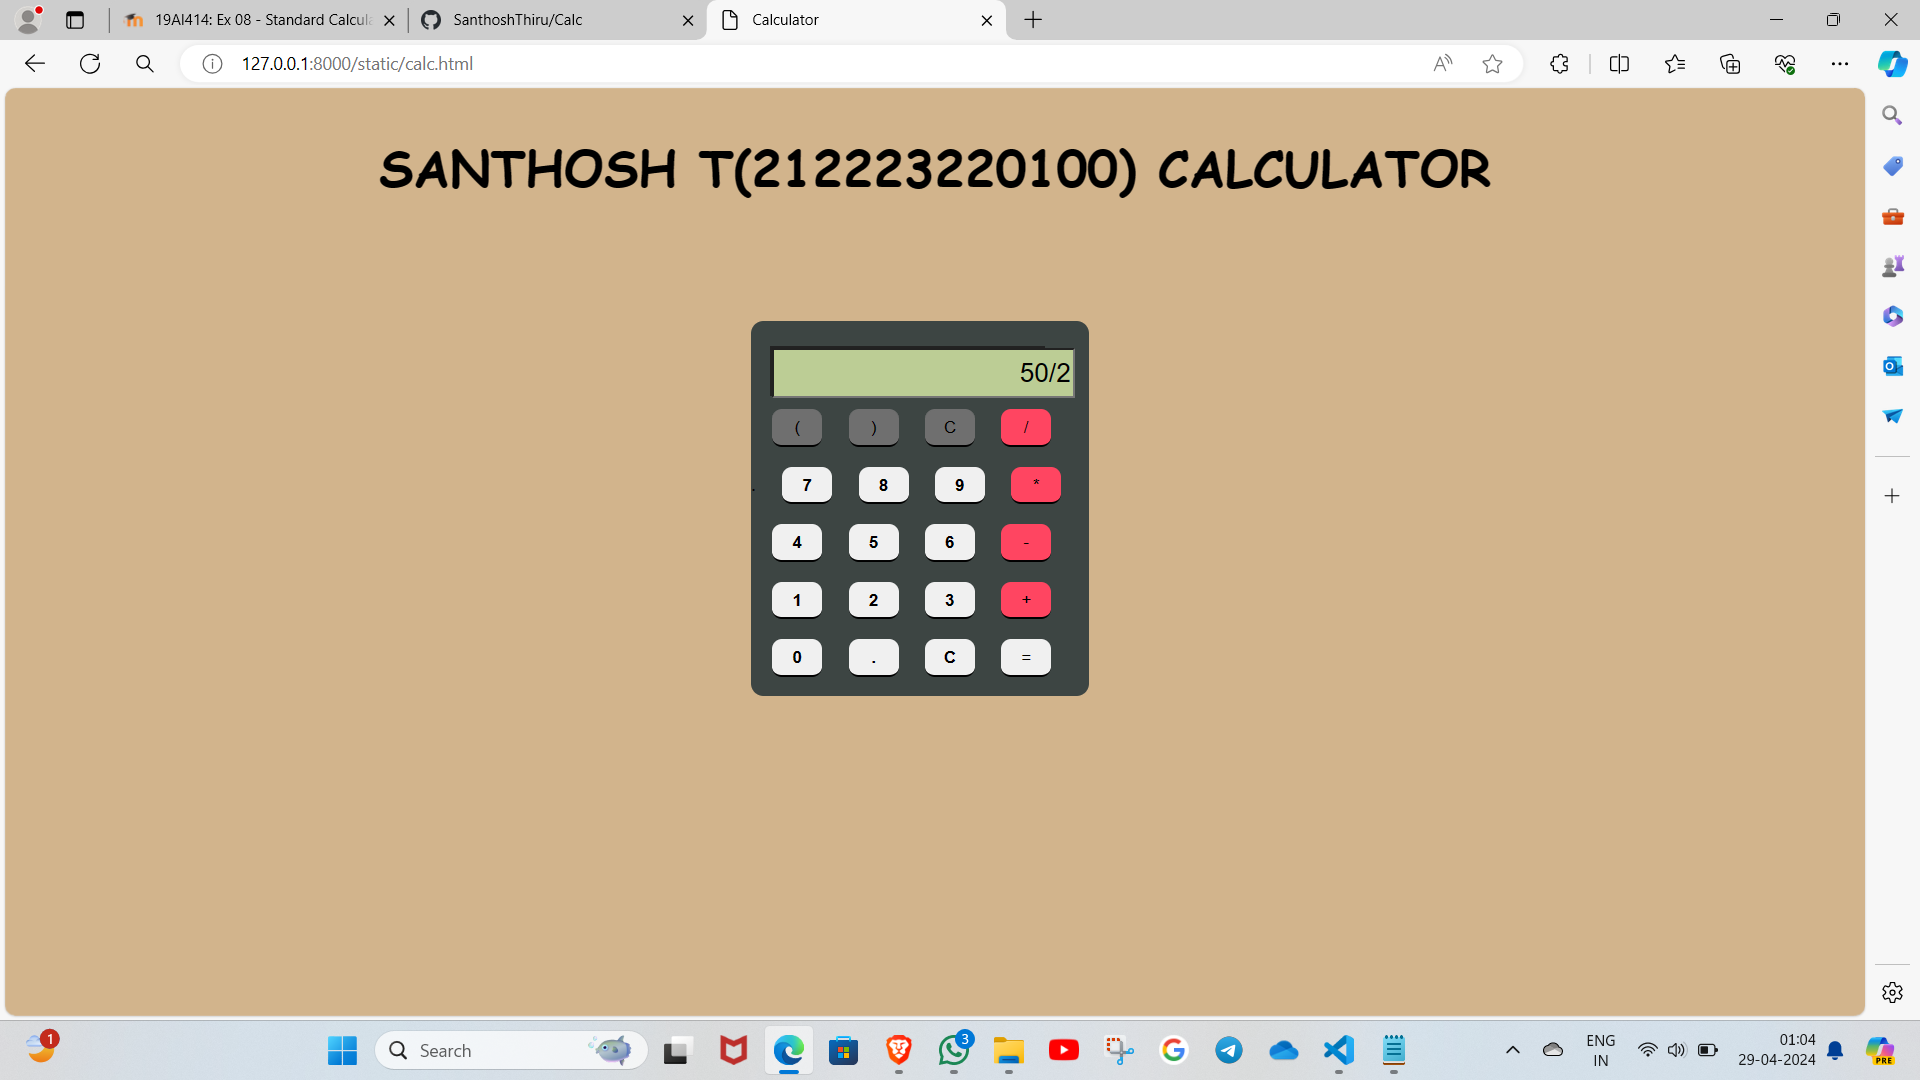 19AI414: Ex 08 - Standard Calcula
SanthoshThiru/Calc
Calculator
127.0.0.1:8000/static/calc.html
SANTHOSH T(212223220100) CALCULATOR
50/2
( ) C /
. 7 8 9 *
4 5 6 -
1 2 3 +
0 . C =
1
Search
3
ENG
IN
01:04
29-04-2024
PRE